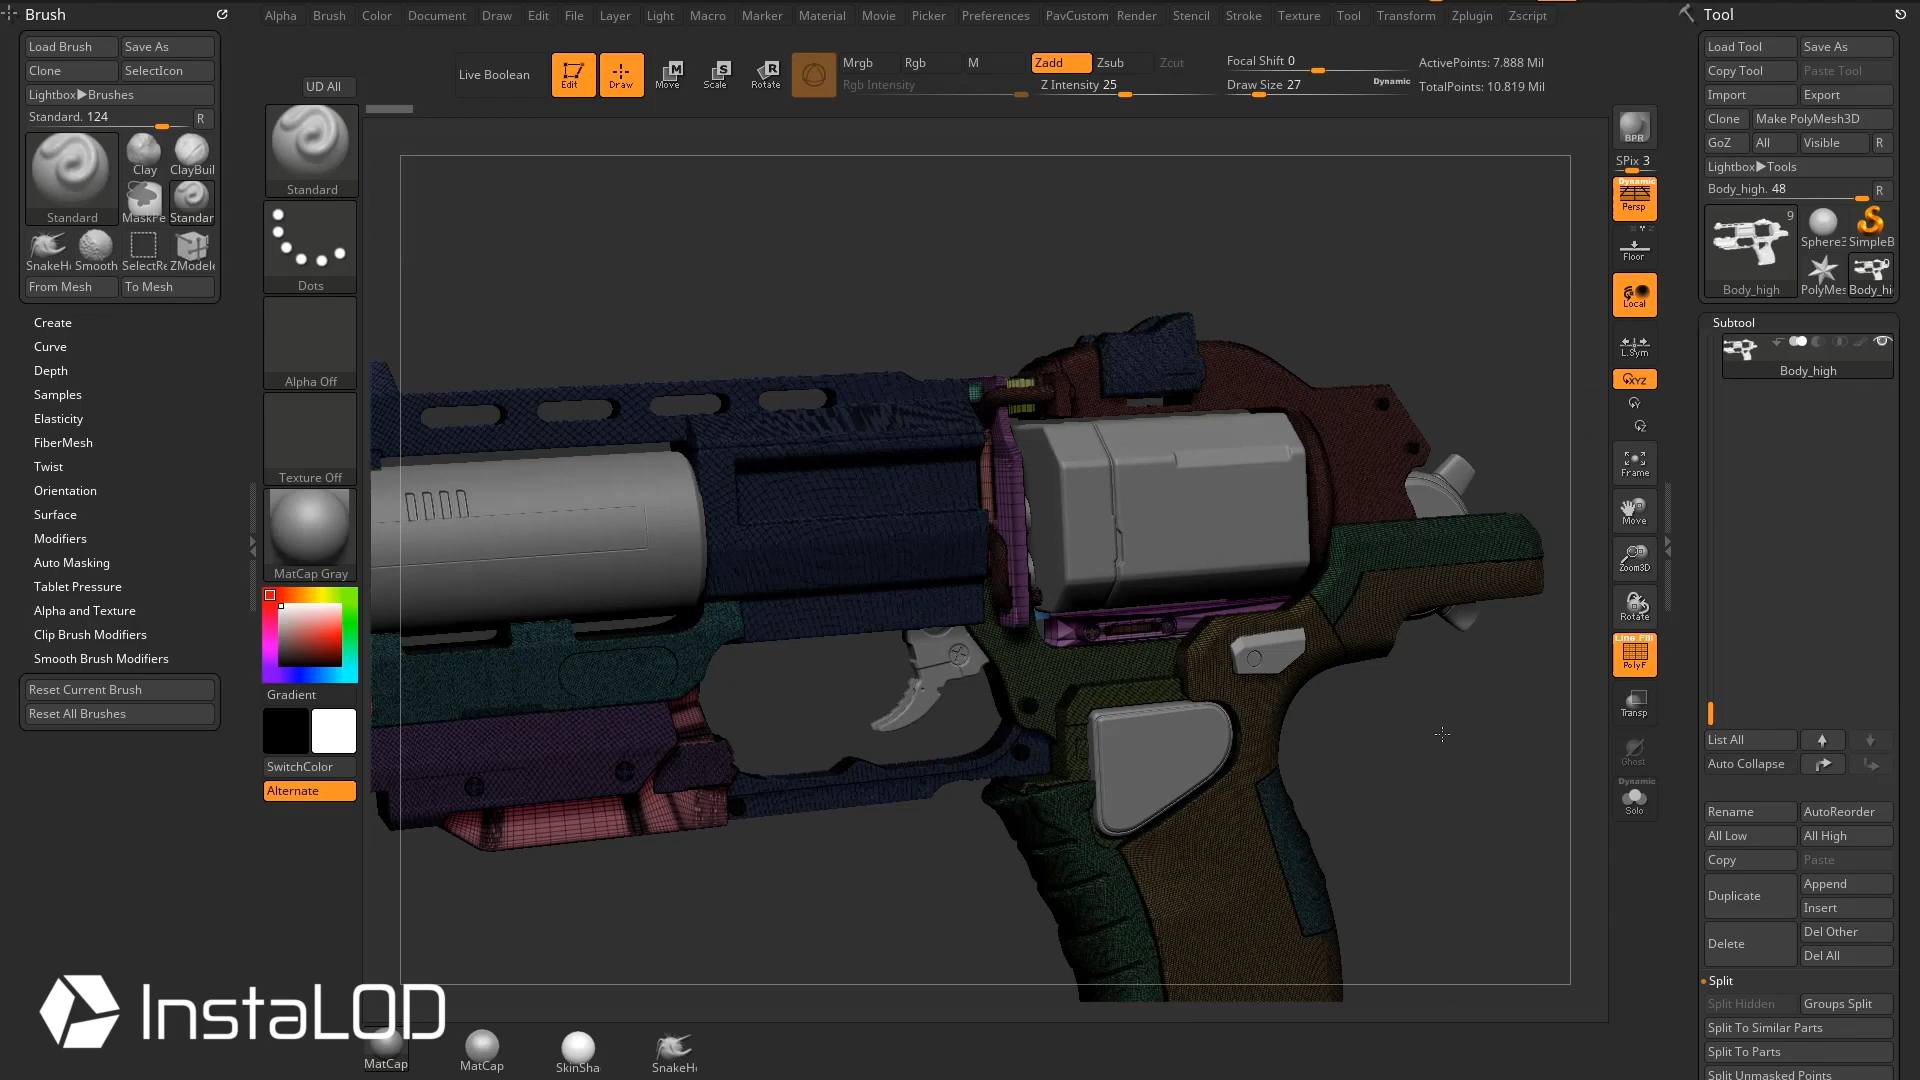 Brush
Alpha Brush Color Document Draw Edit File Layer Light Macro Marker Material Movie Picker Preferences PavCustom Render Stencil Stroke Texture Tool Transform Zplugin Zscript
Tool
Load Brush Save As
Clone SelectIcon
Lightbox▶Brushes
Standard. 124 R
Standard
Clay
ClayBuil
MaskPe
Standar
SnakeH Smooth SelectRe ZModele
From Mesh To Mesh
Create
Curve
Depth
Samples
Elasticity
FiberMesh
Twist
Orientation
Surface
Modifiers
Auto Masking
Tablet Pressure
Alpha and Texture
Clip Brush Modifiers
Smooth Brush Modifiers
Reset Current Brush
Reset All Brushes
UD All
Standard
Dots
Alpha Off
Texture Off
MatCap Gray
Gradient
SwitchColor
Alternate
Live Boolean
Edit
Draw
Move
Scale
Rotate
M
S
R
Mrgb Rgb M
Rgb Intensity
Zadd Zsub Zcut
Z Intensity 25
Focal Shift 0
Draw Size 27
Dynamic
ActivePoints: 7.888 Mil
TotalPoints: 10.819 Mil
BPR
SPix 3
Dynamic
Persp
Floor
Local
L.Sym
XYZ
Y
Z
Frame
Move
Zoom3D
Rotate
Line Fill
PolyF
Transp
Ghost
Dynamic
Solo
Load Tool Save As
Copy Tool Paste Tool
Import Export
Clone Make PolyMesh3D
GoZ All Visible R
Lightbox▶Tools
Body_high. 48 R
9
Body_high
Sphere3
SimpleB
PolyMes
Body_hi
Subtool
Body_high
List All
Auto Collapse
Rename AutoReorder
All Low All High
Copy Paste
Duplicate Append
Insert
Delete Del Other
Del All
Split
Split Hidden Groups Split
Split To Similar Parts
Split To Parts
Split Unmasked Points
InstaLOD
MatCap
MatCap
SkinSha
SnakeH